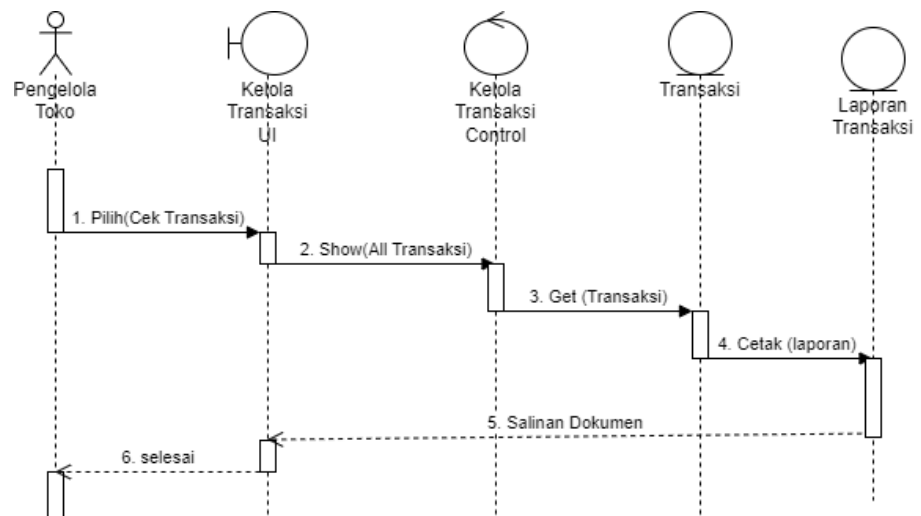 Pengelola
Toko
Kelola
Transaksi
UI
Kelola
Transaksi
Control
Transaksi
Laporan
Transaksi
1. Pilih(Cek Transaksi)
2. Show(All Transaksi)
3. Get (Transaksi)
4. Cetak (laporan)
5. Salinan Dokumen
6. selesai